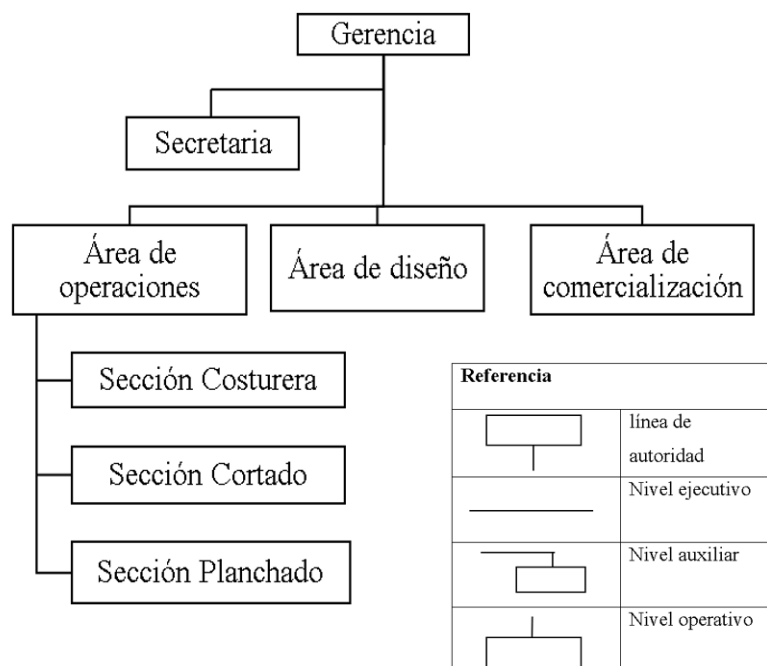 Gerencia
Secretaria
Área de
operaciones
Área de diseño
Área de
comercialización
Sección Costurera
Sección Cortado
Sección Planchado
Referencia
línea de
autoridad
Nivel ejecutivo
Nivel auxiliar
Nivel operativo